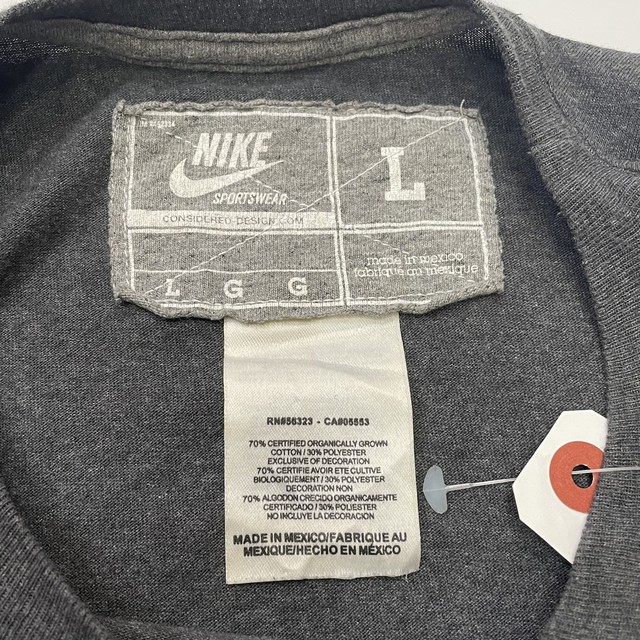 NIKE
SPORTSWEAR
CONSIDERED-DESIGN.COM
L
L G G
made in mexico
fabriqué au mexique
RN#56323 - CA#05553
70% CERTIFIED ORGANICALLY GROWN
COTTON / 30% POLYESTER
EXCLUSIVE OF DECORATION
70% CERTIFIE AVOIR ETE CULTIVE
BIOLOGIQUEMENT / 30% POLYESTER
DECORATION NON
70% ALGODON CRECIDO ORGANICAMENTE
CERTIFICADO / 30% POLIESTER
NO INCLUYE LA DECORACION
MADE IN MEXICO/FABRIQUE AU
MEXIQUE/HECHO EN MÉXICO